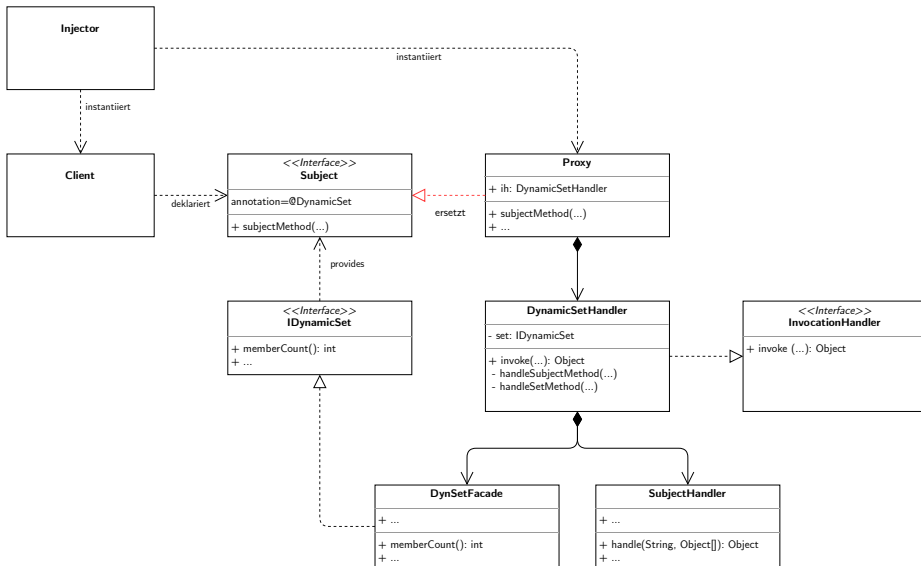 Injector
instantiiert
instantiiert
Client
deklariert
<<Interface>>
Subject
annotation=@DynamicSet
+ subjectMethod(...)
ersetzt
Proxy
+ ih: DynamicSetHandler
+ subjectMethod(...)
+ ...
provides
<<Interface>>
IDynamicSet
+ memberCount(): int
+ ...
DynamicSetHandler
- set: IDynamicSet
+ invoke(...): Object
- handleSubjectMethod(...)
- handleSetMethod(...)
<<Interface>>
InvocationHandler
+ invoke (...): Object
DynSetFacade
+ ...
+ memberCount(): int
+ ...
SubjectHandler
+ ...
+ handle(String, Object[]): Object
+ ...